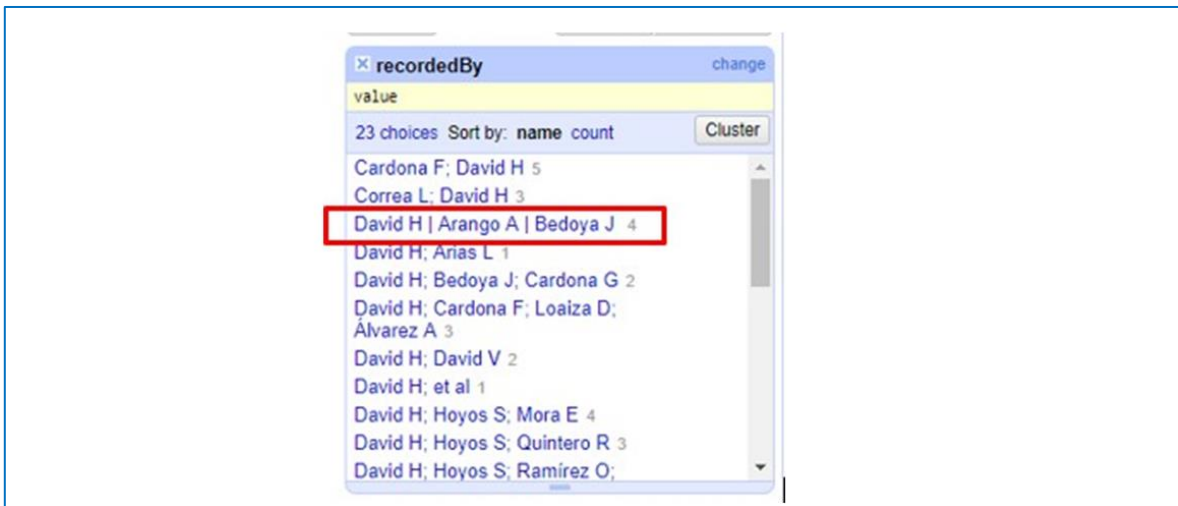 × recordedBy change
value
23 choices Sort by: name count Cluster
Cardona F; David H 5
Correa L; David H 3
David H | Arango A | Bedoya J 4
David H; Arias L 1
David H; Bedoya J; Cardona G 2
David H; Cardona F; Loaiza D;
Álvarez A 3
David H; David V 2
David H; et al 1
David H; Hoyos S; Mora E 4
David H; Hoyos S; Quintero R 3
David H; Hoyos S; Ramírez O;